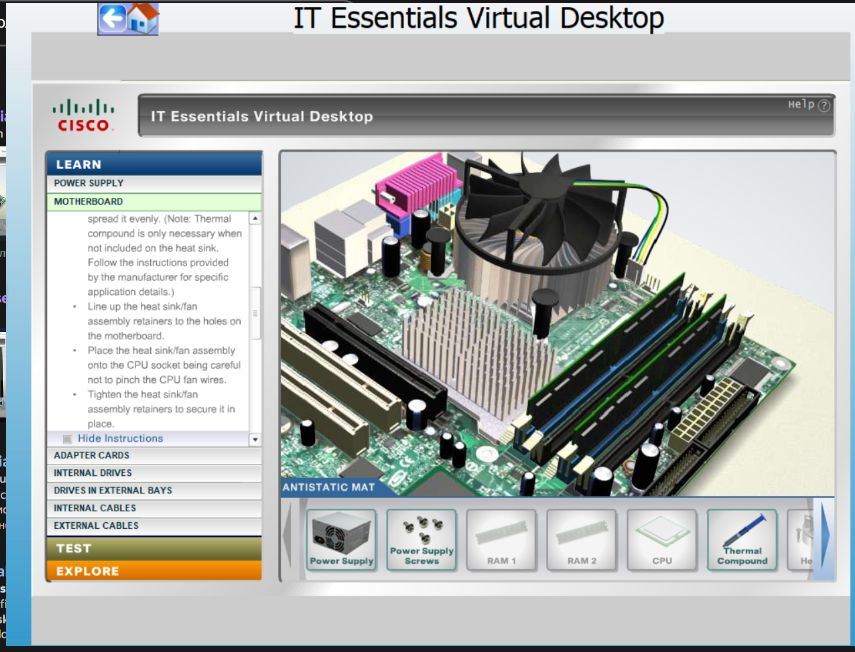 IT Essentials Virtual Desktop
CISCO
IT Essentials Virtual Desktop
Help ?
LEARN
POWER SUPPLY
MOTHERBOARD
spread it evenly. (Note: Thermal
compound is only necessary when
not included on the heat sink.
Follow the instructions provided
by the manufacturer for specific
application details.)
• Line up the heat sink/fan
assembly retainers to the holes on
the motherboard.
• Place the heat sink/fan assembly
onto the CPU socket being careful
not to pinch the CPU fan wires.
• Tighten the heat sink/fan
assembly retainers to secure it in
place.
Hide Instructions
ADAPTER CARDS
INTERNAL DRIVES
DRIVES IN EXTERNAL BAYS
INTERNAL CABLES
EXTERNAL CABLES
TEST
EXPLORE
ANTISTATIC MAT
Power Supply
Power Supply
Screws
RAM 1
RAM 2
CPU
Thermal
Compound
He